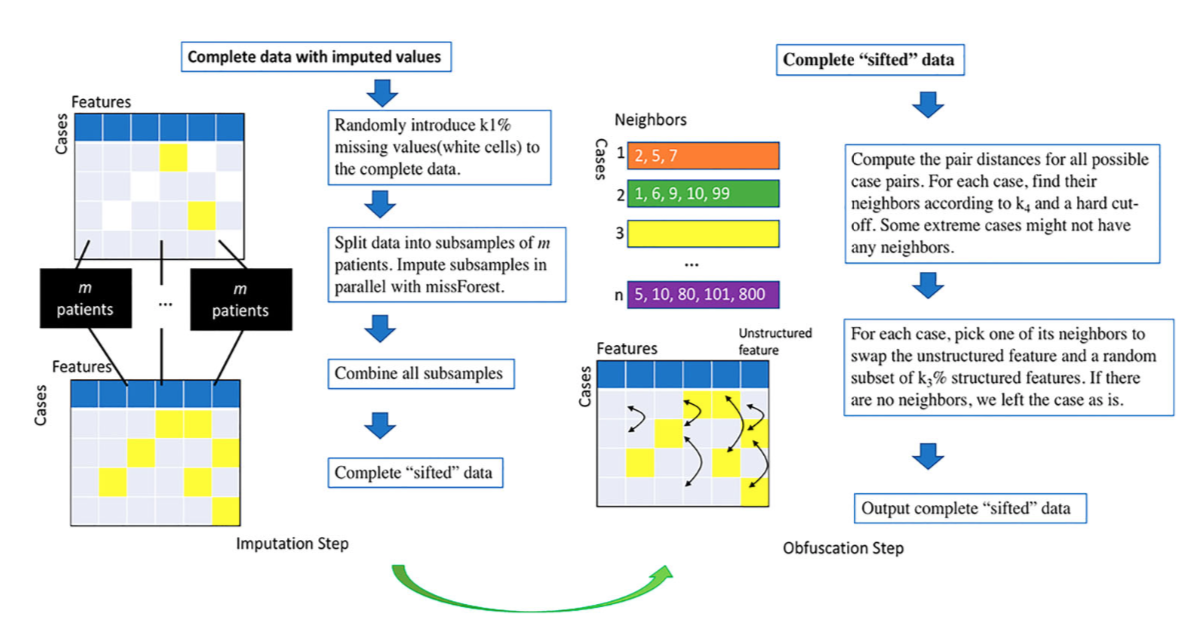 Complete data with imputed values
Features
Cases
Randomly introduce k1%
missing values(white cells) to
the complete data.
Split data into subsamples of m
patients. Impute subsamples in
parallel with missForest.
m
patients
...
m
patients
Combine all subsamples
Features
Cases
Complete “sifted” data
Imputation Step
Complete “sifted” data
Neighbors
Cases
1 2, 5, 7
2 1, 6, 9, 10, 99
3
...
n 5, 10, 80, 101, 800
Compute the pair distances for all possible
case pairs. For each case, find their
neighbors according to k4 and a hard cut-
off. Some extreme cases might not have
any neighbors.
Features
Unstructured
feature
Cases
For each case, pick one of its neighbors to
swap the unstructured feature and a random
subset of k3% structured features. If there
are no neighbors, we left the case as is.
Output complete “sifted” data
Obfuscation Step